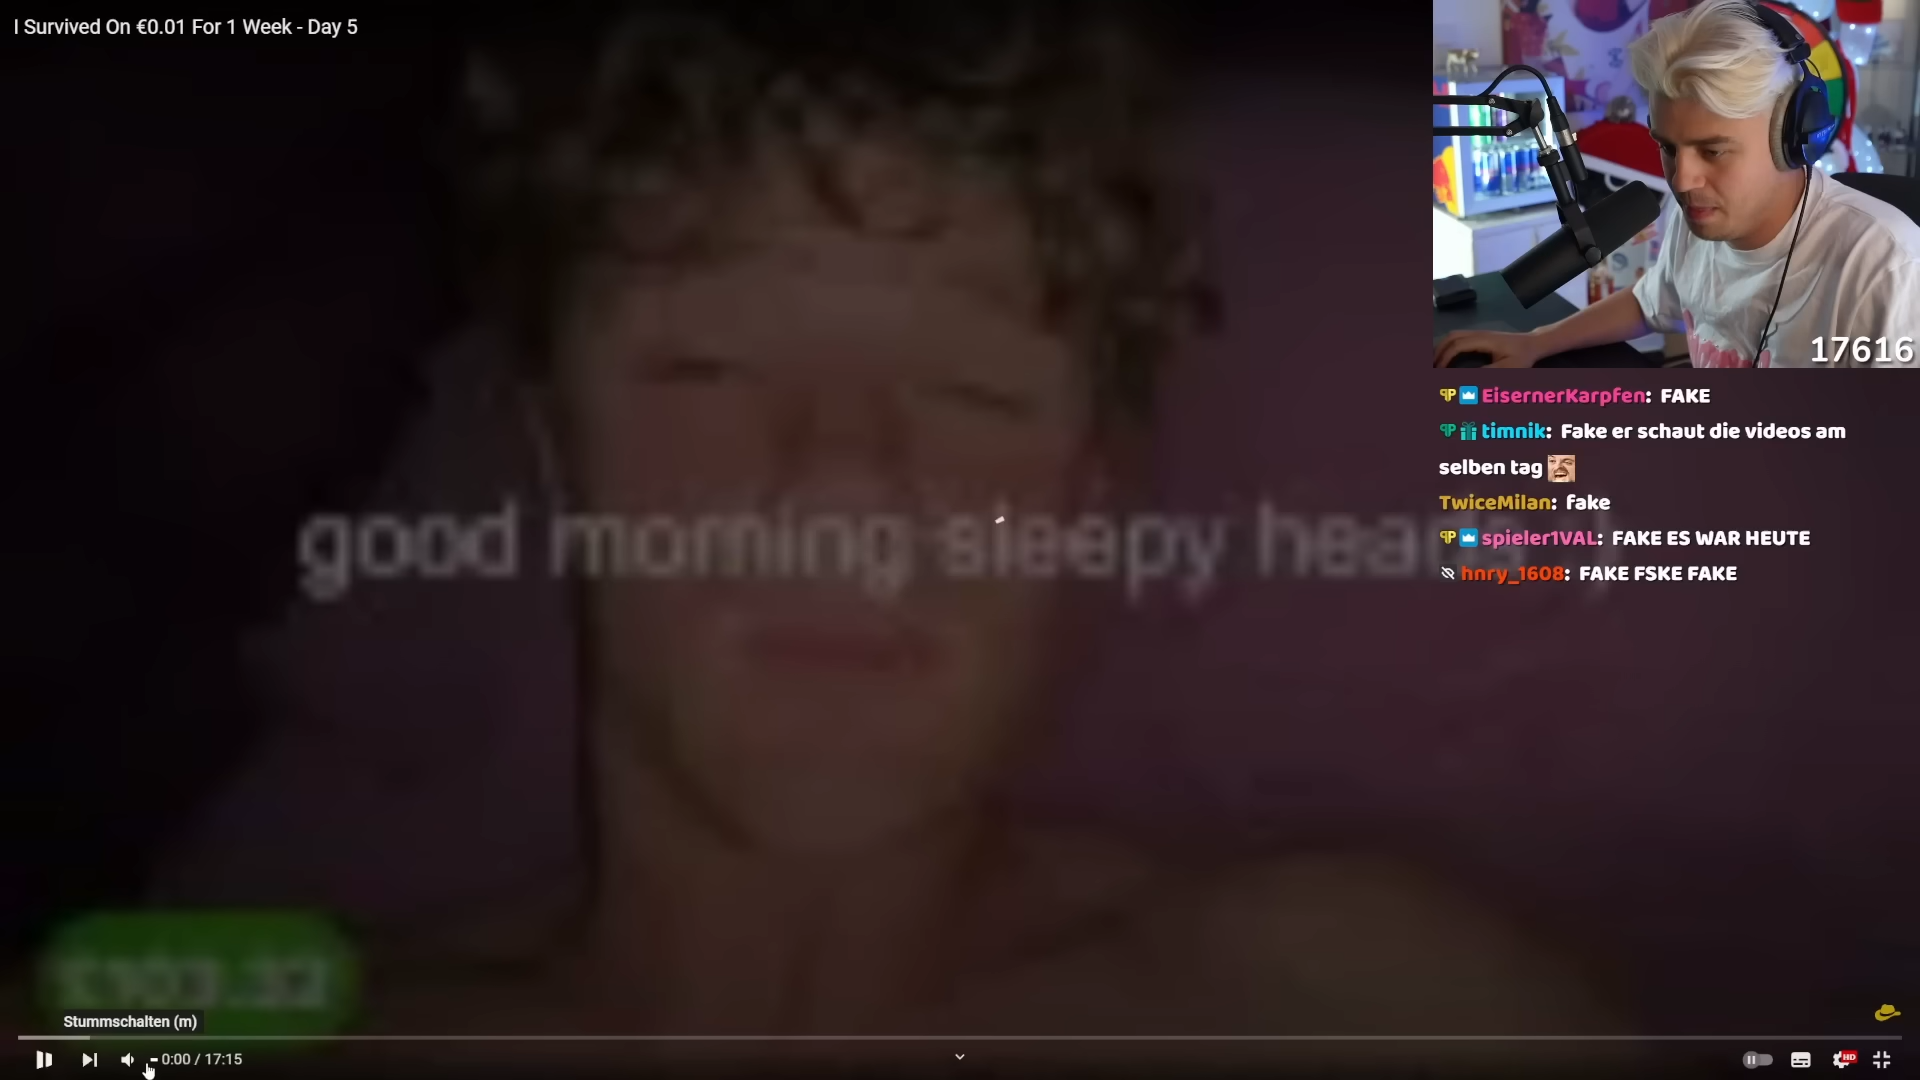 I Survived On €0.01 For 1 Week - Day 5
17616
EisernerKarpfen: FAKE
timnik: Fake er schaut die videos am
selben tag
TwiceMilan: fake
spieler1VAL: FAKE ES WAR HEUTE
hnry_1608: FAKE FSKE FAKE
good morning sleepy heads
Stummschalten (m)
0:00 / 17:15
HD